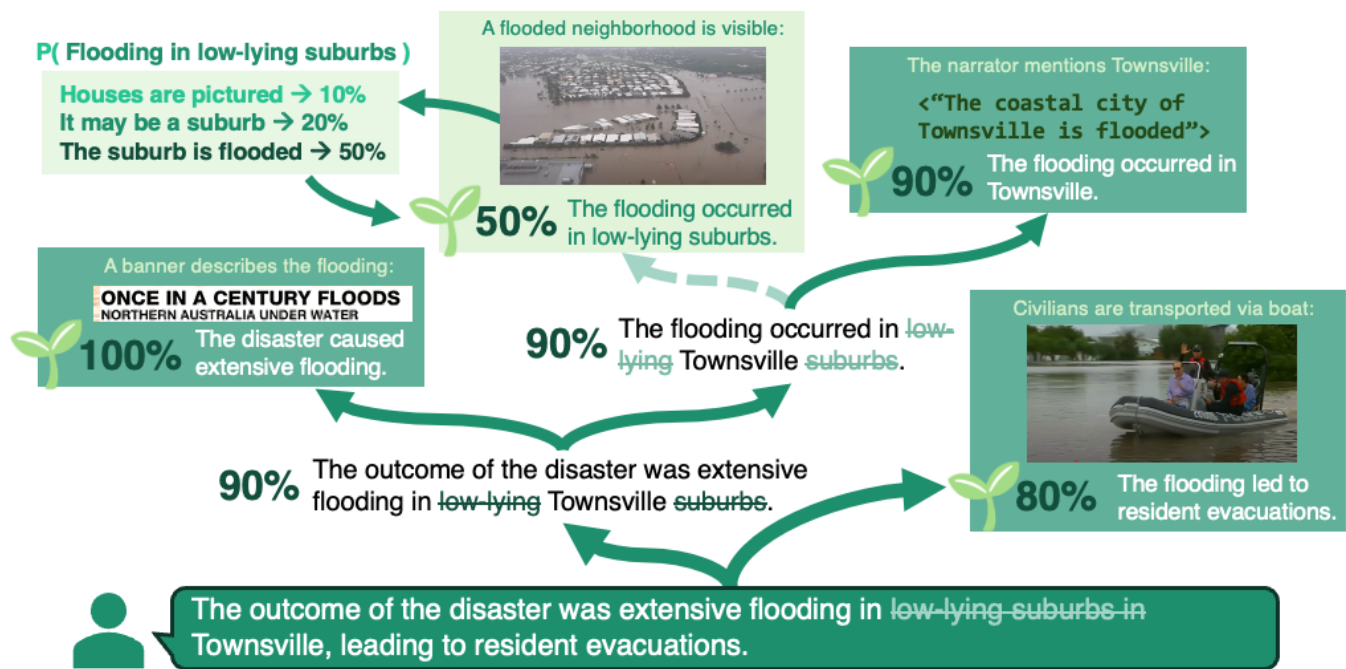 P( Flooding in low-lying suburbs )
Houses are pictured → 10%
It may be a suburb → 20%
The suburb is flooded → 50%
A flooded neighborhood is visible:
50%
The flooding occurred
in low-lying suburbs.
The narrator mentions Townsville:
<“The coastal city of
Townsville is flooded”>
90%
The flooding occurred in
Townsville.
A banner describes the flooding:
ONCE IN A CENTURY FLOODS
NORTHERN AUSTRALIA UNDER WATER
100%
The disaster caused
extensive flooding.
90%
The flooding occurred in low-
lying Townsville suburbs.
Civilians are transported via boat:
80%
The flooding led to
resident evacuations.
90%
The outcome of the disaster was extensive
flooding in low-lying Townsville suburbs.
The outcome of the disaster was extensive flooding in low-lying suburbs in
Townsville, leading to resident evacuations.